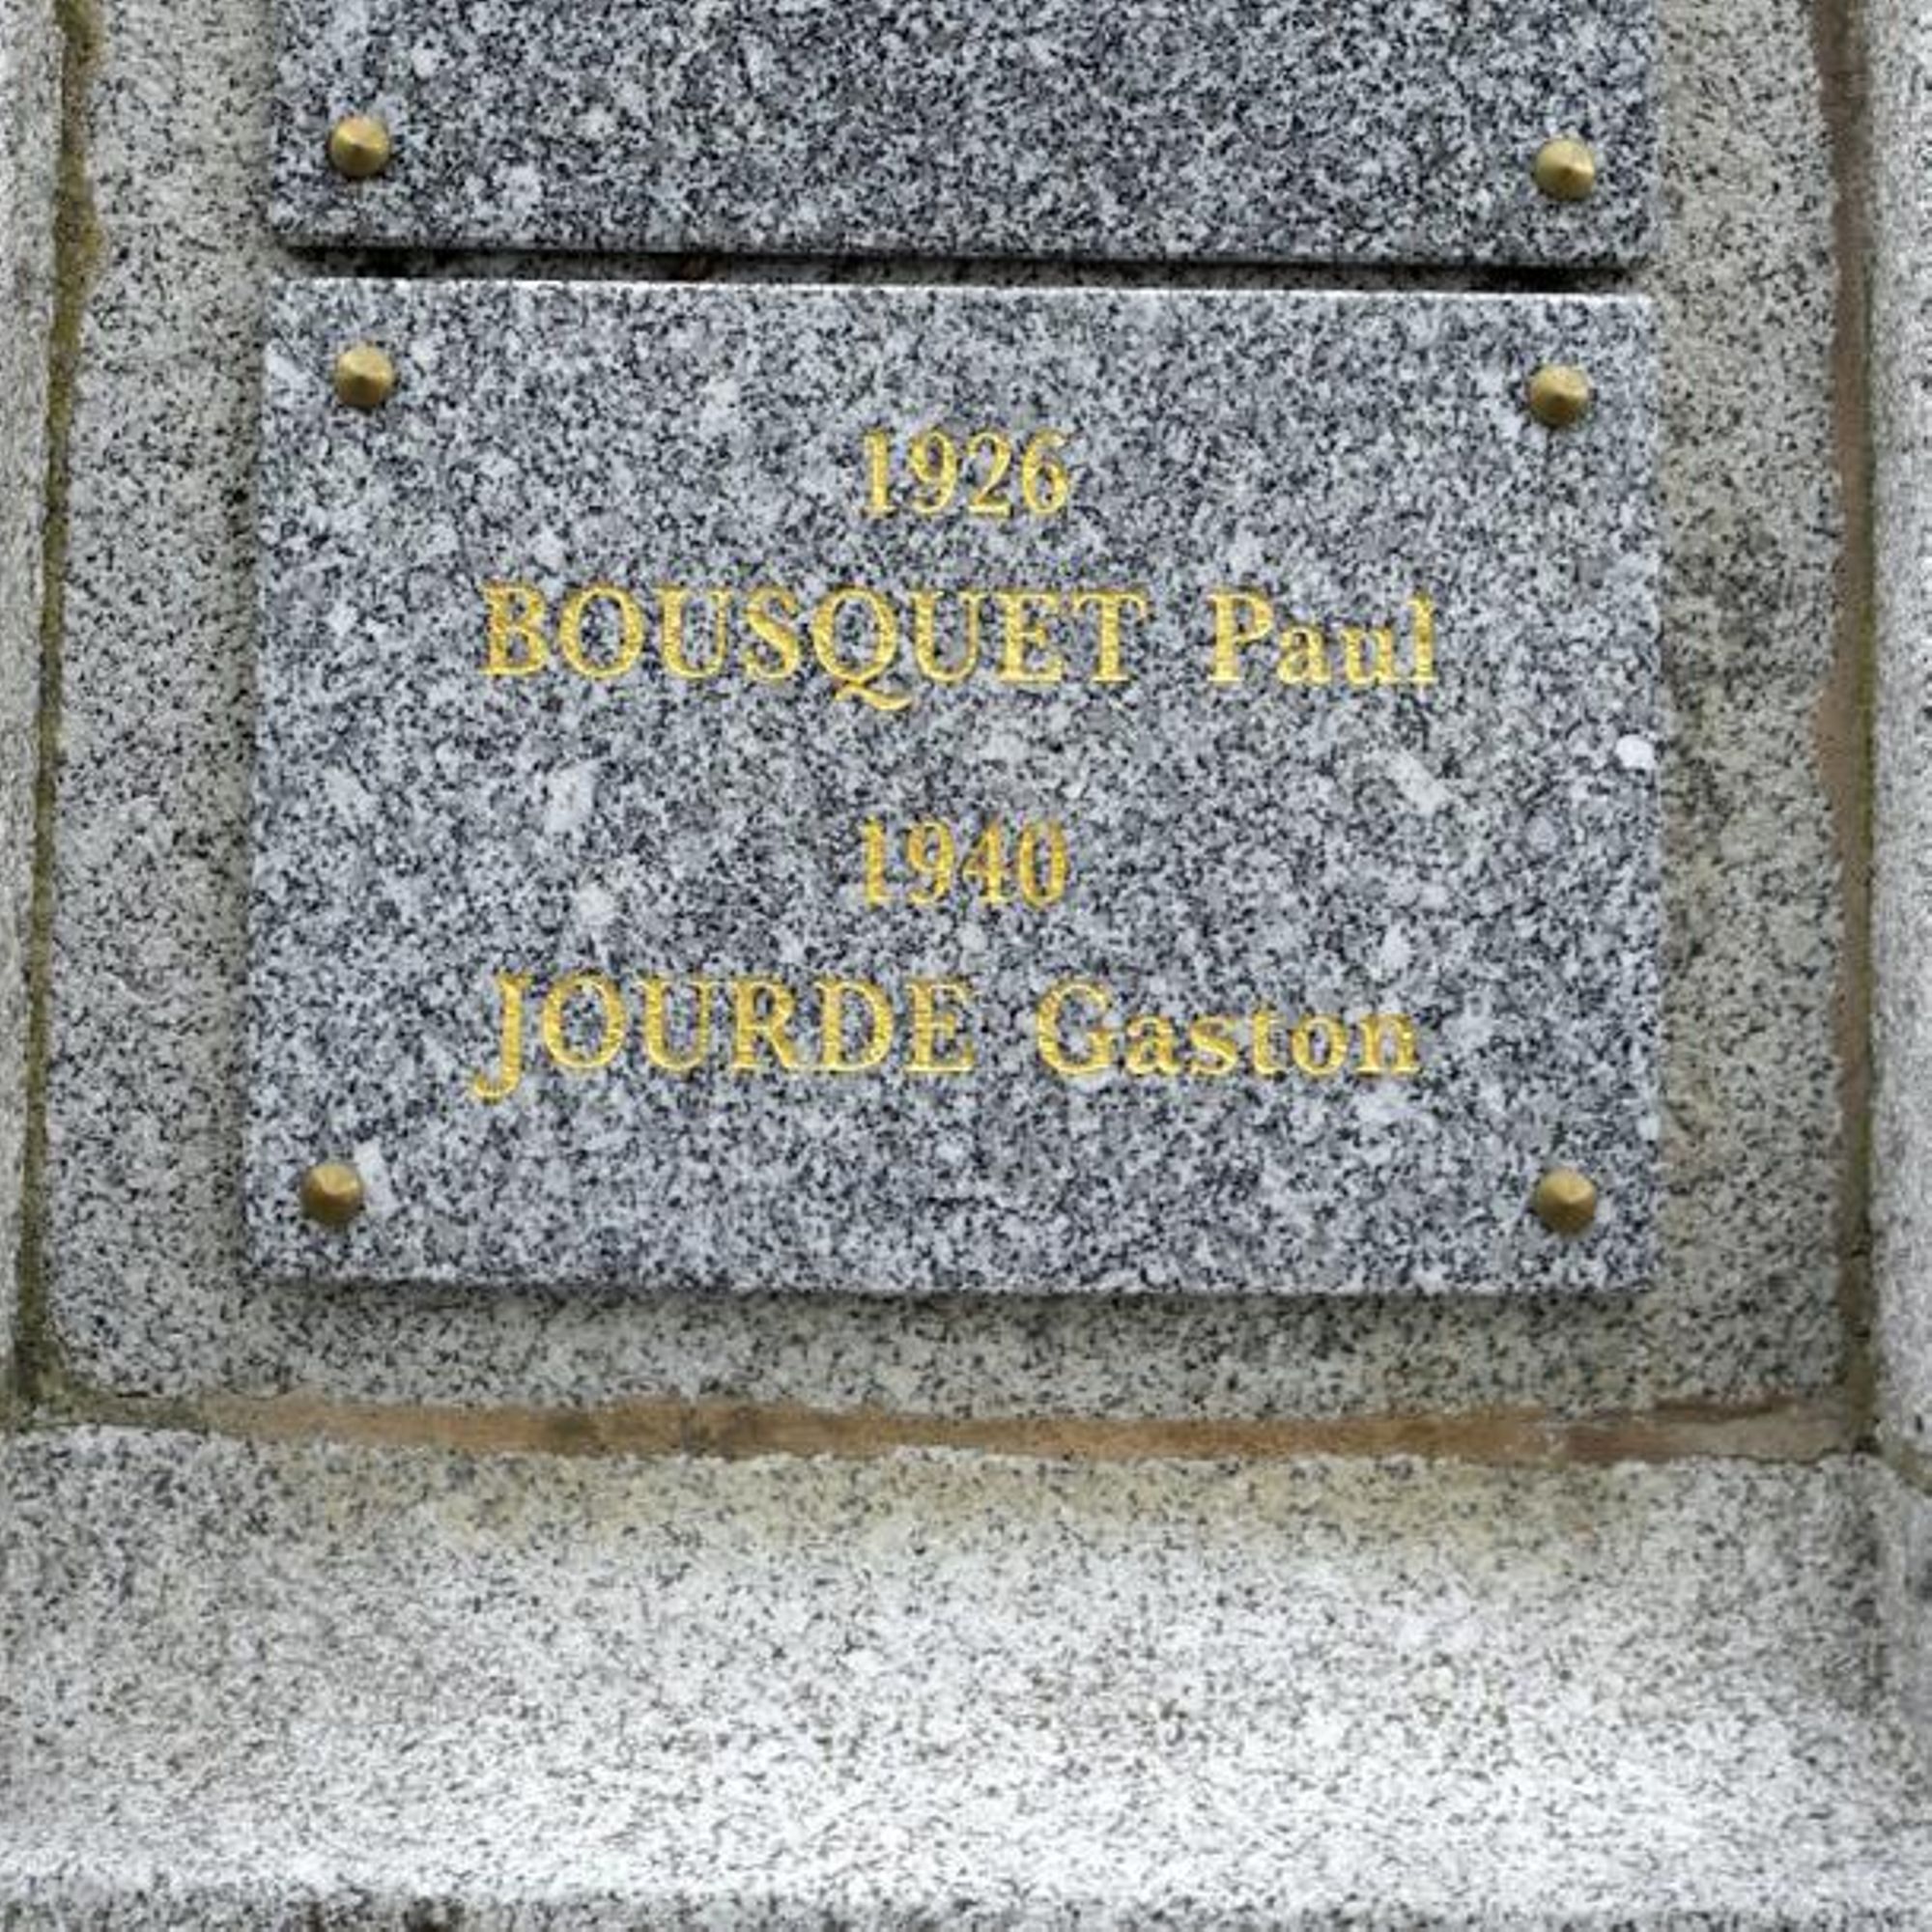 1926
BOUSQUET Paul
1940
JOURDE Gaston